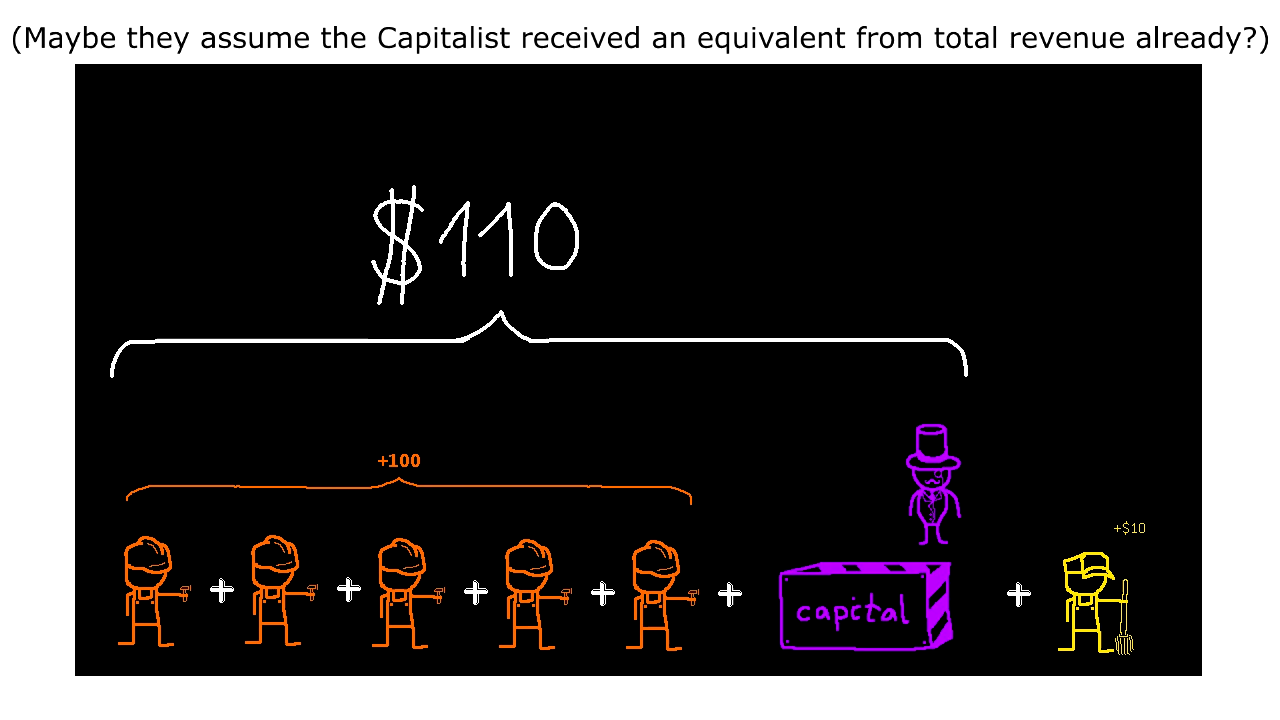 (Maybe they assume the Capitalist received an equivalent from total revenue already?)
$110
+100
+$10
+ + + + + +
capital